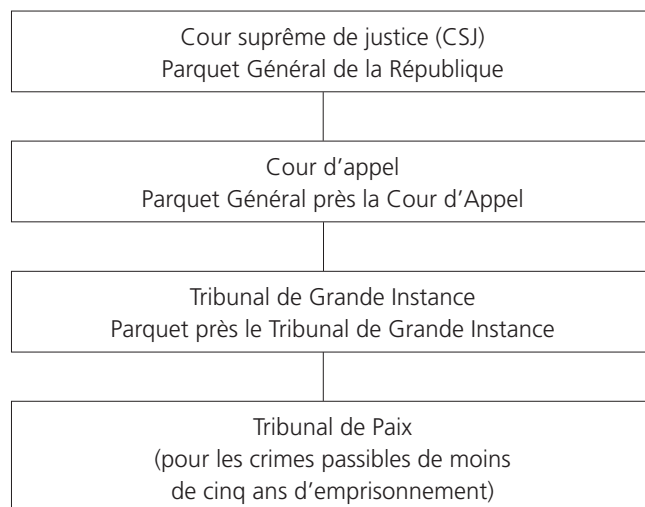 Cour suprême de justice (CSJ)
Parquet Général de la République
Cour d’appel
Parquet Général près la Cour d’Appel
Tribunal de Grande Instance
Parquet près le Tribunal de Grande Instance
Tribunal de Paix
(pour les crimes passibles de moins
de cinq ans d’emprisonnement)